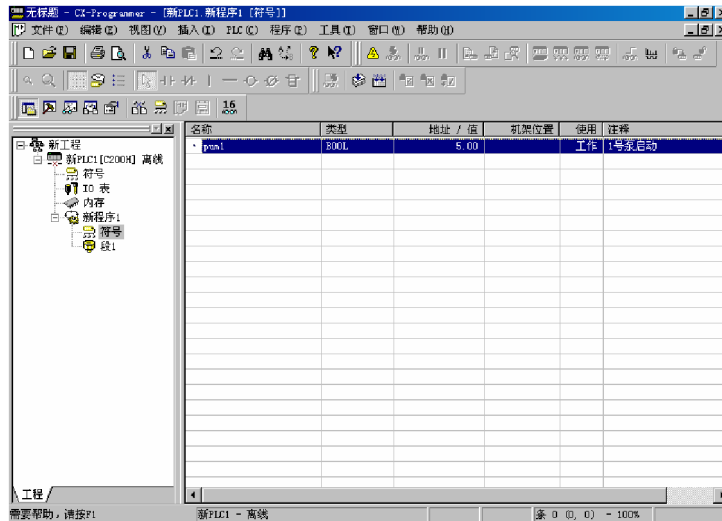 无标题 - CX-Programmer - [新PLC1.新程序1 [符号]]
文件(F) 编辑(E) 视图(V) 插入(I) PLC(C) 程序(P) 工具(T) 窗口(W) 帮助(H)
16
名称 类型 地址 / 值 机架位置 使用 注释
pum1 BOOL 5.00 工作 1号泵启动
新工程
新PLC1[C200H] 离线
符号
IO 表
内存
新程序1
符号
段1
工程
需要帮助，请按F1 新PLC1 - 离线 条 0 (0, 0) - 100%